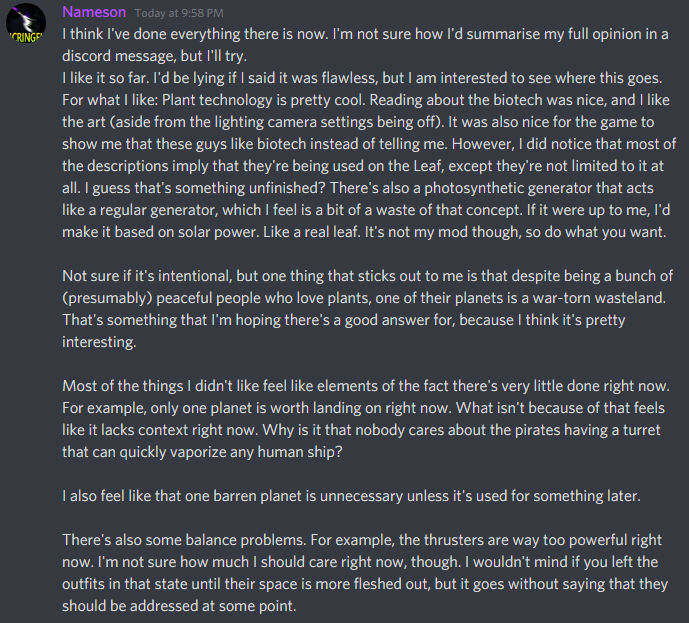 'CRINGE'
Nameson Today at 9:58 PM
I think I've done everything there is now. I'm not sure how I'd summarise my full opinion in a
discord message, but I'll try.
I like it so far. I'd be lying if I said it was flawless, but I am interested to see where this goes.
For what I like: Plant technology is pretty cool. Reading about the biotech was nice, and I like
the art (aside from the lighting camera settings being off). It was also nice for the game to
show me that these guys like biotech instead of telling me. However, I did notice that most of
the descriptions imply that they're being used on the Leaf, except they're not limited to it at
all. I guess that's something unfinished? There's also a photosynthetic generator that acts
like a regular generator, which I feel is a bit of a waste of that concept. If it were up to me, I'd
make it based on solar power. Like a real leaf. It's not my mod though, so do what you want.
Not sure if it's intentional, but one thing that sticks out to me is that despite being a bunch of
(presumably) peaceful people who love plants, one of their planets is a war-torn wasteland.
That's something that I'm hoping there's a good answer for, because I think it's pretty
interesting.
Most of the things I didn't like feel like elements of the fact there's very little done right now.
For example, only one planet is worth landing on right now. What isn't because of that feels
like it lacks context right now. Why is it that nobody cares about the pirates having a turret
that can quickly vaporize any human ship?
I also feel like that one barren planet is unnecessary unless it's used for something later.
There's also some balance problems. For example, the thrusters are way too powerful right
now. I'm not sure how much I should care right now, though. I wouldn't mind if you left the
outfits in that state until their space is more fleshed out, but it goes without saying that they
should be addressed at some point.